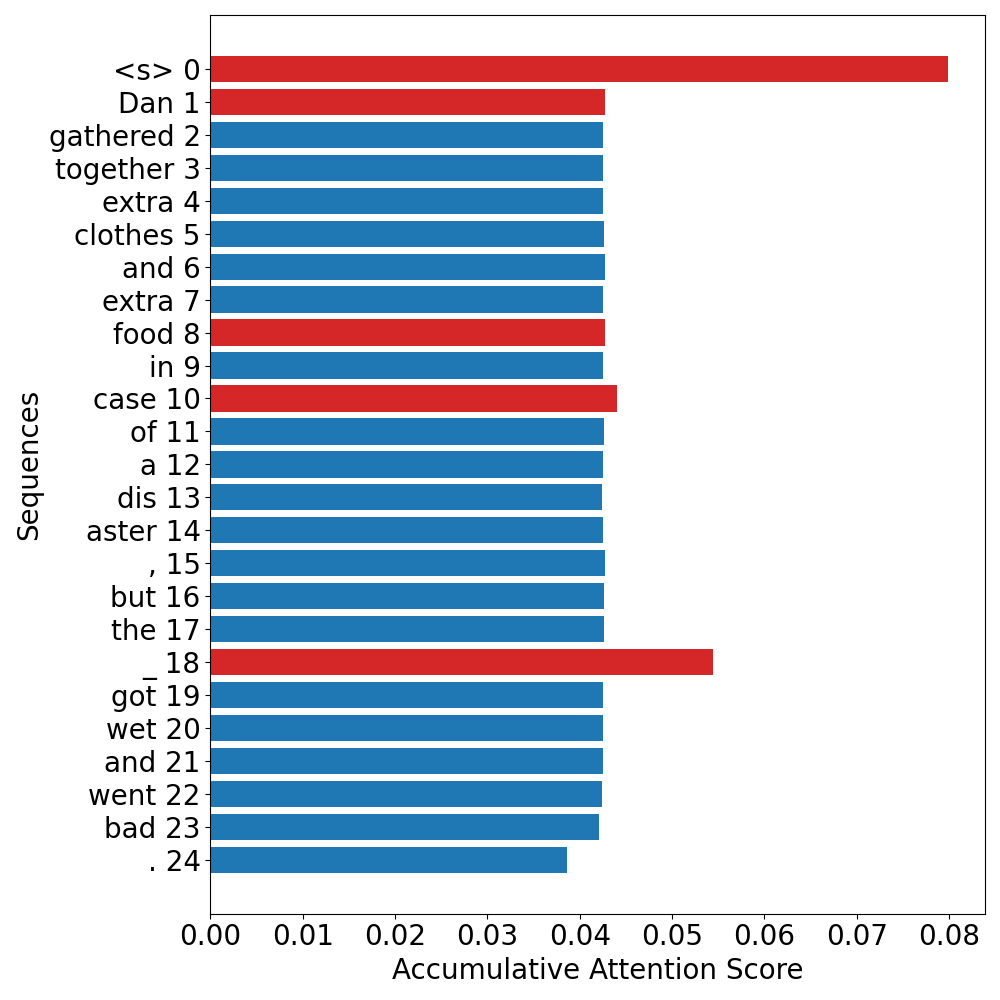 <s> 0
Dan 1
gathered 2
together 3
extra 4
clothes 5
and 6
extra 7
food 8
in 9
case 10
of 11
a 12
dis 13
aster 14
, 15
but 16
the 17
_ 18
got 19
wet 20
and 21
went 22
bad 23
. 24
Sequences
0.00 0.01 0.02 0.03 0.04 0.05 0.06 0.07 0.08
Accumulative Attention Score